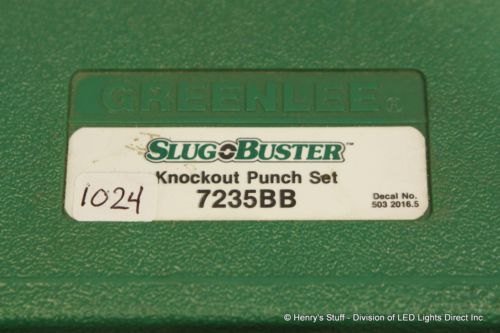 GREENLEE®
SLUG BUSTER™
Knockout Punch Set
7235BB
1024
Decal No.
503 2016.5
© Henry's Stuff - Division of LED Lights Direct Inc.